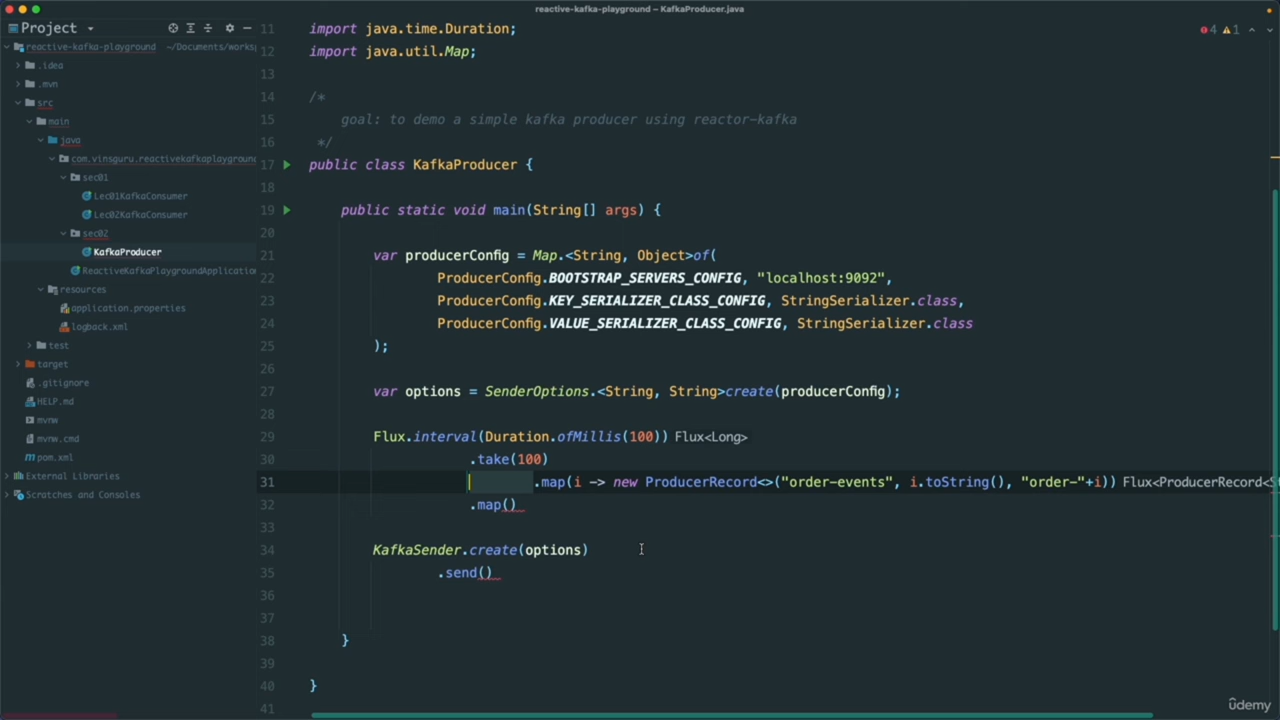 reactive-kafka-playground – KafkaProducer.java
Project
reactive-kafka-playground ~/Documents/works
.idea
.mvn
src
main
java
com.vinsguru.reactivekafkaplayground
sec01
Lec01KafkaConsumer
Lec02KafkaConsumer
sec02
KafkaProducer
ReactiveKafkaPlaygroundApplication
resources
application.properties
logback.xml
test
target
.gitignore
HELP.md
mvnw
mvnw.cmd
pom.xml
External Libraries
Scratches and Consoles
4 1
11 import java.time.Duration;
12 import java.util.Map;
13
14 /*
15 goal: to demo a simple kafka producer using reactor-kafka
16 */
17 public class KafkaProducer {
18
19 public static void main(String[] args) {
20
21 var producerConfig = Map.<String, Object>of(
22 ProducerConfig.BOOTSTRAP_SERVERS_CONFIG, "localhost:9092",
23 ProducerConfig.KEY_SERIALIZER_CLASS_CONFIG, StringSerializer.class,
24 ProducerConfig.VALUE_SERIALIZER_CLASS_CONFIG, StringSerializer.class
25 );
26
27 var options = SenderOptions.<String, String>create(producerConfig);
28
29 Flux.interval(Duration.ofMillis(100)) Flux<Long>
30 .take(100)
31 .map(i -> new ProducerRecord<>("order-events", i.toString(), "order-"+i)) Flux<ProducerRecord<S
32 .map()
33
34 KafkaSender.create(options)
35 .send()
36
37
38 }
39
40 }
41
ûdemy